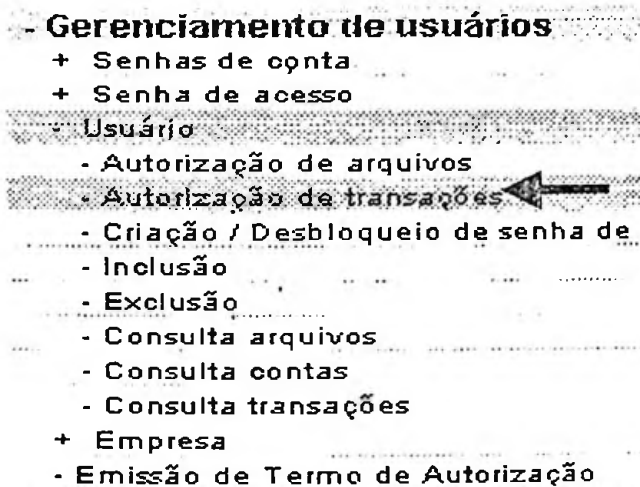 - Gerenciamento de usuários
+ Senhas de conta
+ Senha de acesso
- Usuário
- Autorização de arquivos
- Autorização de transações
- Criação / Desbloqueio de senha de
- Inclusão
- Exclusão
- Consulta arquivos
- Consulta contas
- Consulta transações
+ Empresa
- Emissão de Termo de Autorização